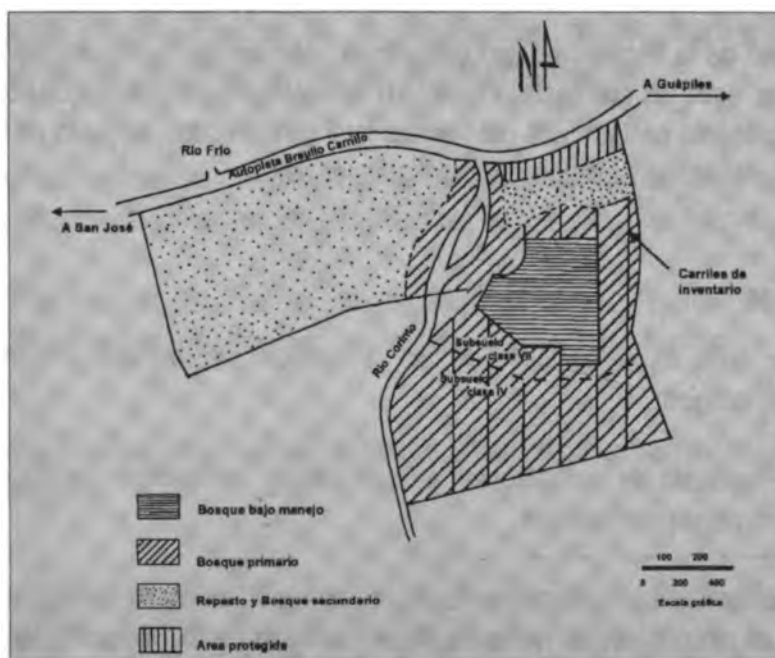 N
A Guápiles
Río Frío
Autopista Braulio Carrillo
A San José
Carriles de
inventario
Río Corinto
Subsuelo
clase VII
Subsuelo
clase IV
Bosque bajo manejo
Bosque primario
Repasto y Bosque secundario
Area protegida
100 200
0 200 400
Escala gráfica